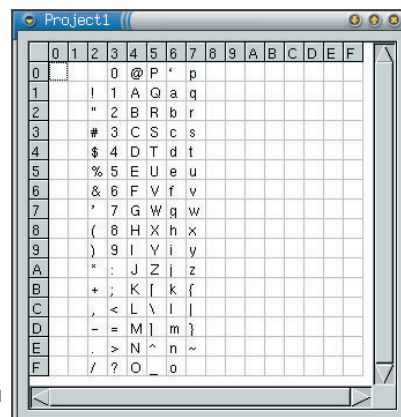 Project1
0 1 2 3 4 5 6 7 8 9 A B C D E F
0 0 @ P ‘ p
1 ! 1 A Q a q
2 " 2 B R b r
3 # 3 C S c s
4 $ 4 D T d t
5 % 5 E U e u
6 & 6 F V f v
7 ’ 7 G W g w
8 ( 8 H X h x
9 ) 9 I Y i y
A * : J Z j z
B + ; K [ k {
C , < L \ l |
D - = M ] m }
E . > N ^ n ~
F / ? O _ o